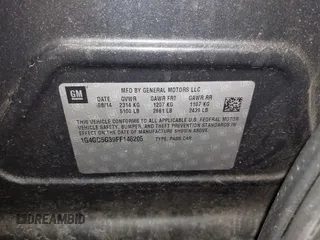 GM
MFD BY GENERAL MOTORS LLC
DATE GVWR GAWR FRT GAWR RR
08/14 2314 KG 1207 KG 1107 KG
5100 LB 2661 LB 2439 LB
THIS VEHICLE CONFORMS TO ALL APPLICABLE U.S. FEDERAL MOTOR VEHICLE
SAFETY, BUMPER, AND THEFT PREVENTION STANDARDS IN EFFECT ON THE
DATE OF MANUFACTURE SHOWN ABOVE.
TYPE: PASS CAR
DREAMBID